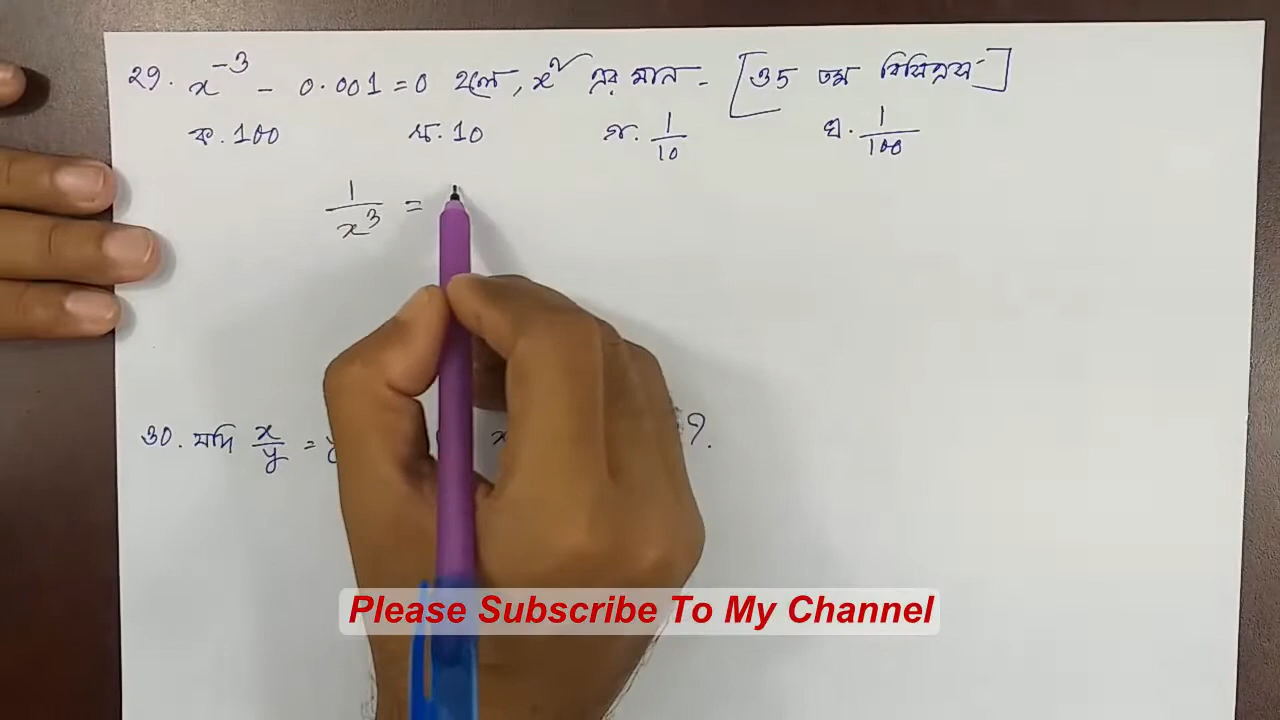 29. x⁻³ - 0.001 = 0 হলে, x² এর মান - [৩5 তম বিসিএস]
ক. 100 খ. 10 গ. 1/10 ঘ. 1/100
1/x³ =
30. যদি x/y = y x ?.
Please Subscribe To My Channel